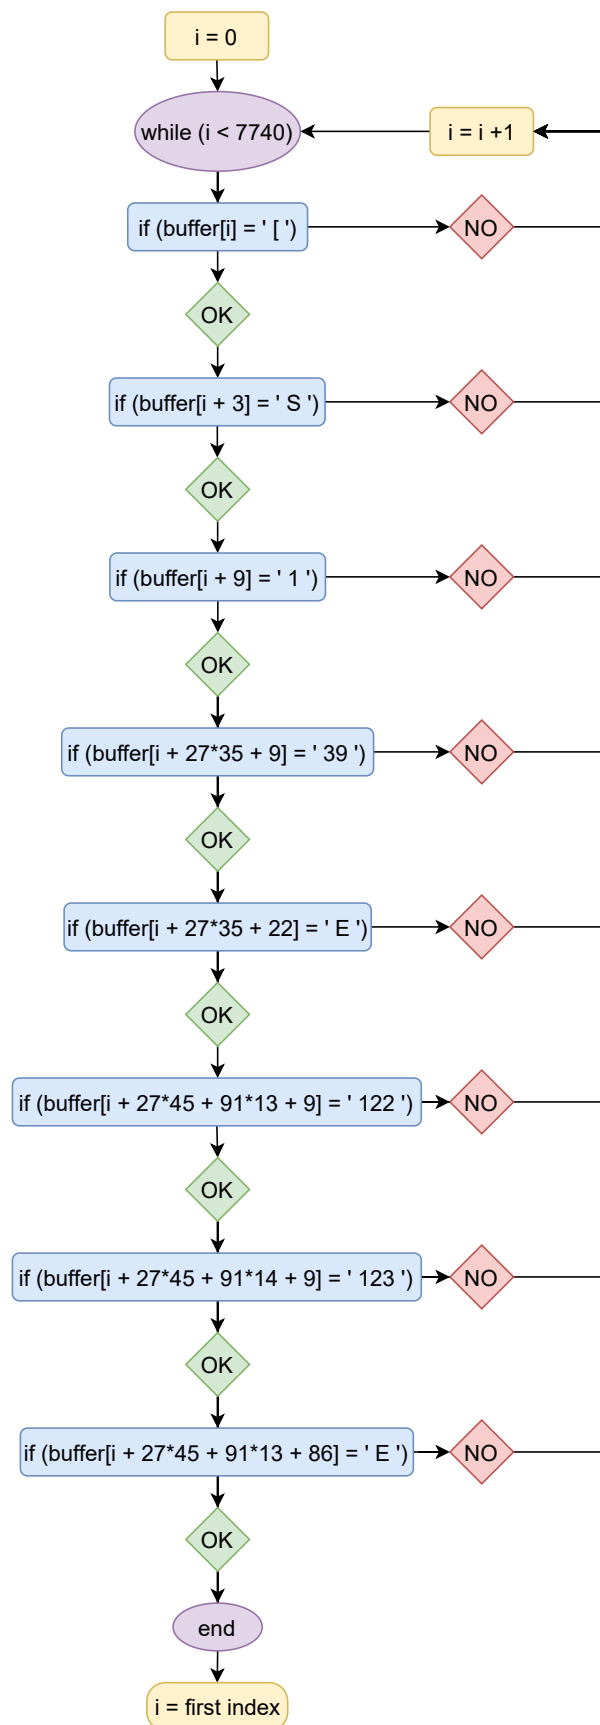 i = 0
while (i < 7740)
i = i +1
if (buffer[i] = ' [ ')
NO
OK
if (buffer[i + 3] = ' S ')
NO
OK
if (buffer[i + 9] = ' 1 ')
NO
OK
if (buffer[i + 27*35 + 9] = ' 39 ')
NO
OK
if (buffer[i + 27*35 + 22] = ' E ')
NO
OK
if (buffer[i + 27*45 + 91*13 + 9] = ' 122 ')
NO
OK
if (buffer[i + 27*45 + 91*14 + 9] = ' 123 ')
NO
OK
if (buffer[i + 27*45 + 91*13 + 86] = ' E ')
NO
OK
end
i = first index